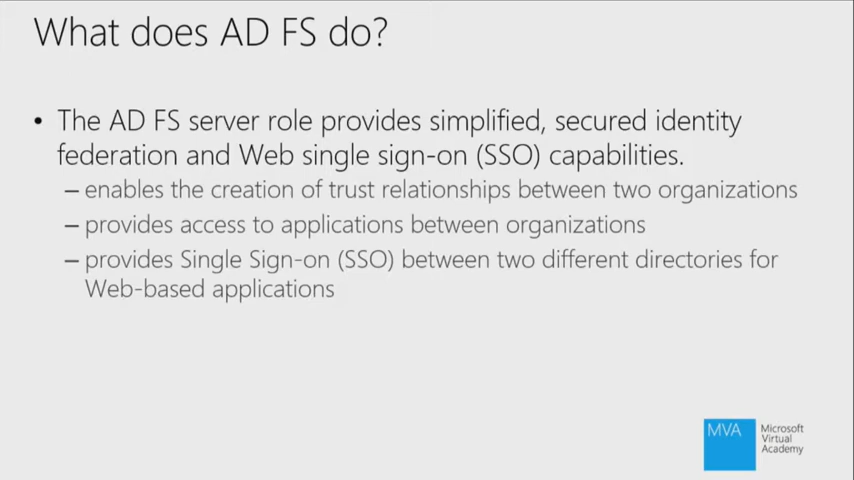 What does AD FS do?
• The AD FS server role provides simplified, secured identity
federation and Web single sign-on (SSO) capabilities.
– enables the creation of trust relationships between two organizations
– provides access to applications between organizations
– provides Single Sign-on (SSO) between two different directories for
Web-based applications
MVA
Microsoft
Virtual
Academy